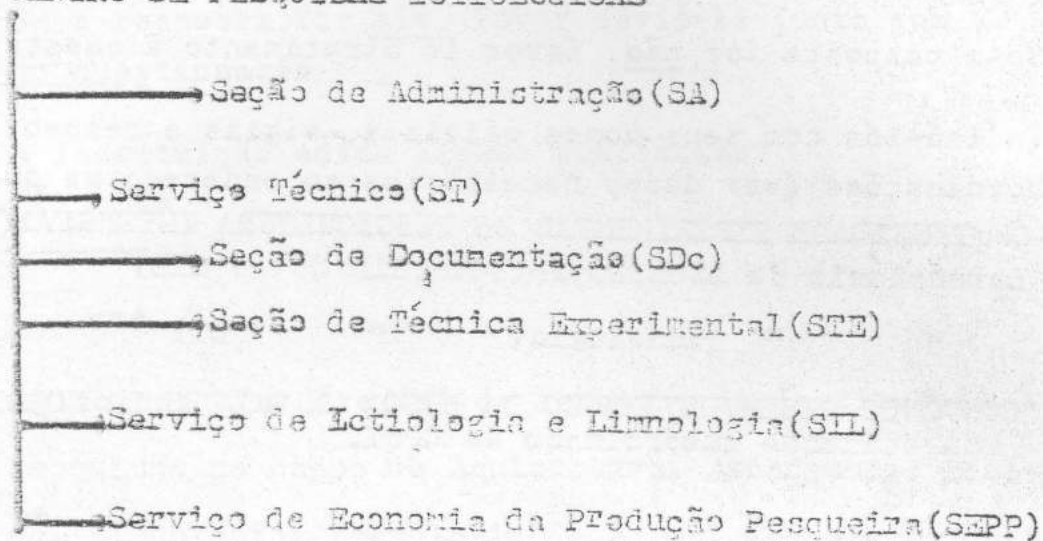 Seção de Administração(SA)
Serviço Técnico(ST)
Seção de Documentação(SDc)
Seção de Técnica Experimental(STE)
Serviço de Ictiologia e Limnologia(SIL)
Serviço de Economia da Produção Pesqueira(SEPP)